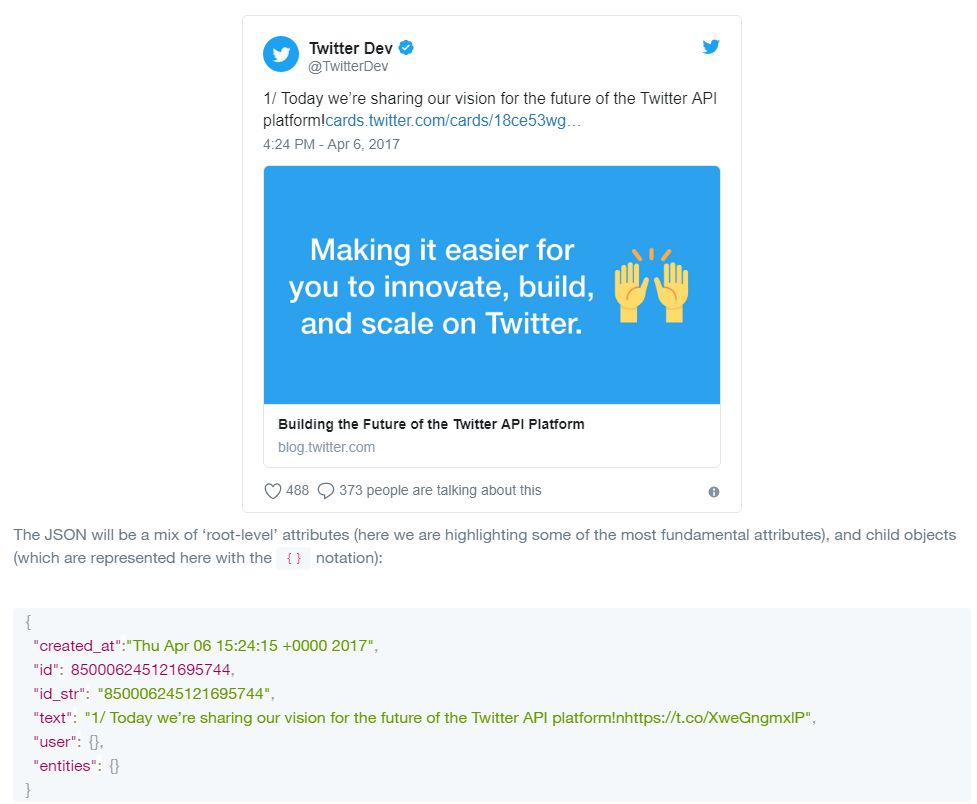 Twitter Dev
@TwitterDev
1/ Today we’re sharing our vision for the future of the Twitter API
platform!cards.twitter.com/cards/18ce53wg…
4:24 PM - Apr 6, 2017
Making it easier for
you to innovate, build,
and scale on Twitter.
Building the Future of the Twitter API Platform
blog.twitter.com
488 373 people are talking about this
The JSON will be a mix of ‘root-level’ attributes (here we are highlighting some of the most fundamental attributes), and child objects
(which are represented here with the {} notation):
{
"created_at":"Thu Apr 06 15:24:15 +0000 2017",
"id": 850006245121695744,
"id_str": "850006245121695744",
"text": "1/ Today we’re sharing our vision for the future of the Twitter API platform!nhttps://t.co/XweGngmxlP",
"user": {},
"entities": {}
}